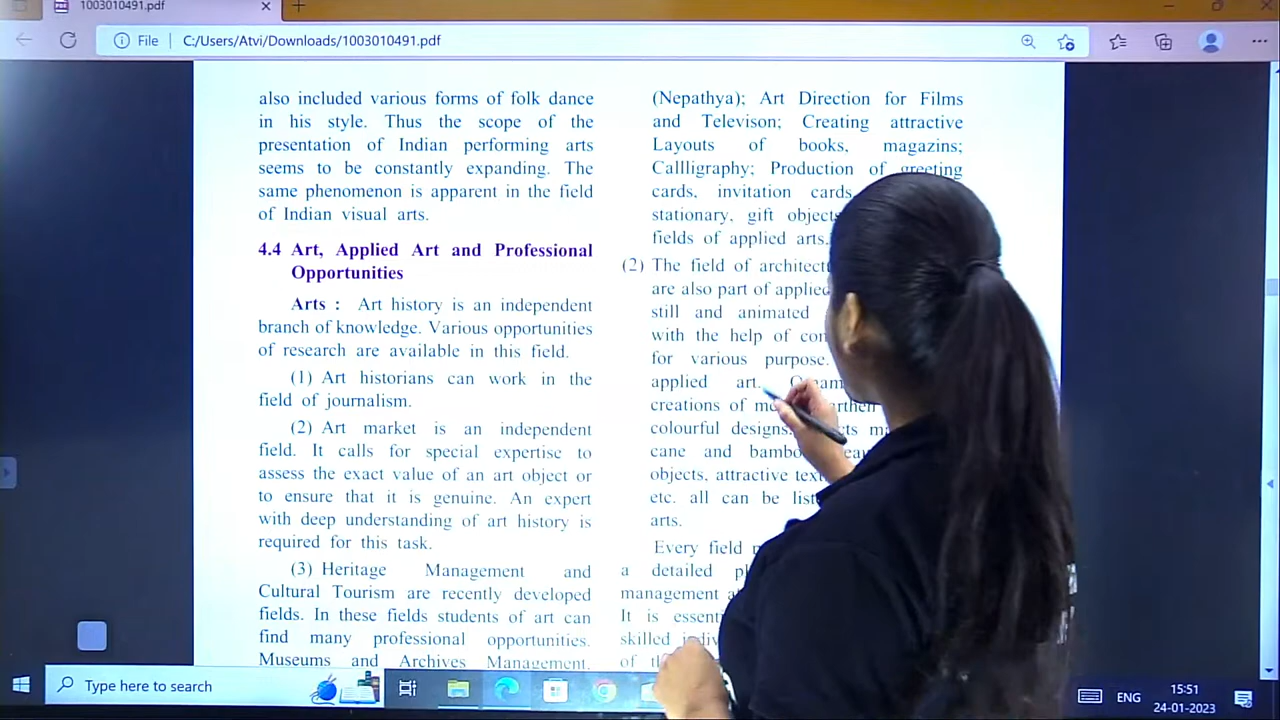 1003010491.pdf
File
C:/Users/Atvi/Downloads/1003010491.pdf
also included various forms of folk dance
in his style. Thus the scope of the
presentation of Indian performing arts
seems to be constantly expanding. The
same phenomenon is apparent in the field
of Indian visual arts.
4.4 Art, Applied Art and Professional
Opportunities
Arts : Art history is an independent
branch of knowledge. Various opportunities
of research are available in this field.
(1) Art historians can work in the
field of journalism.
(2) Art market is an independent
field. It calls for special expertise to
assess the exact value of an art object or
to ensure that it is genuine. An expert
with deep understanding of art history is
required for this task.
(3) Heritage Management and
Cultural Tourism are recently developed
fields. In these fields students of art can
find many professional opportunities.
Museums and Archives Management,
(Nepathya); Art Direction for Films
and Televison; Creating attractive
Layouts of books, magazins;
Callligraphy; Production of greeting
cards, invitation cards,
stationary, gift objects
fields of applied arts.
(2) The field of
are also part of applied
still and animated
with the help of
for various purpose.
applied art.
creations of
colourful designs,
cane and
objects, attractive
etc. all can be
arts.
Every field
a detailed
management
It is
skilled
of
Type here to search
ENG
15:51
24-01-2023